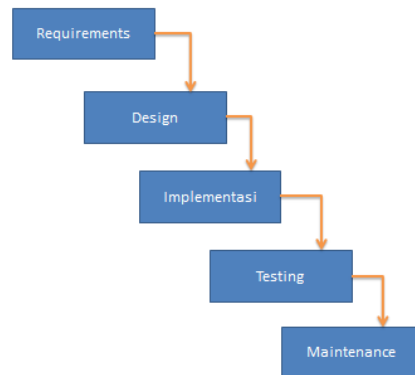 Requirements
Design
Implementasi
Testing
Maintenance